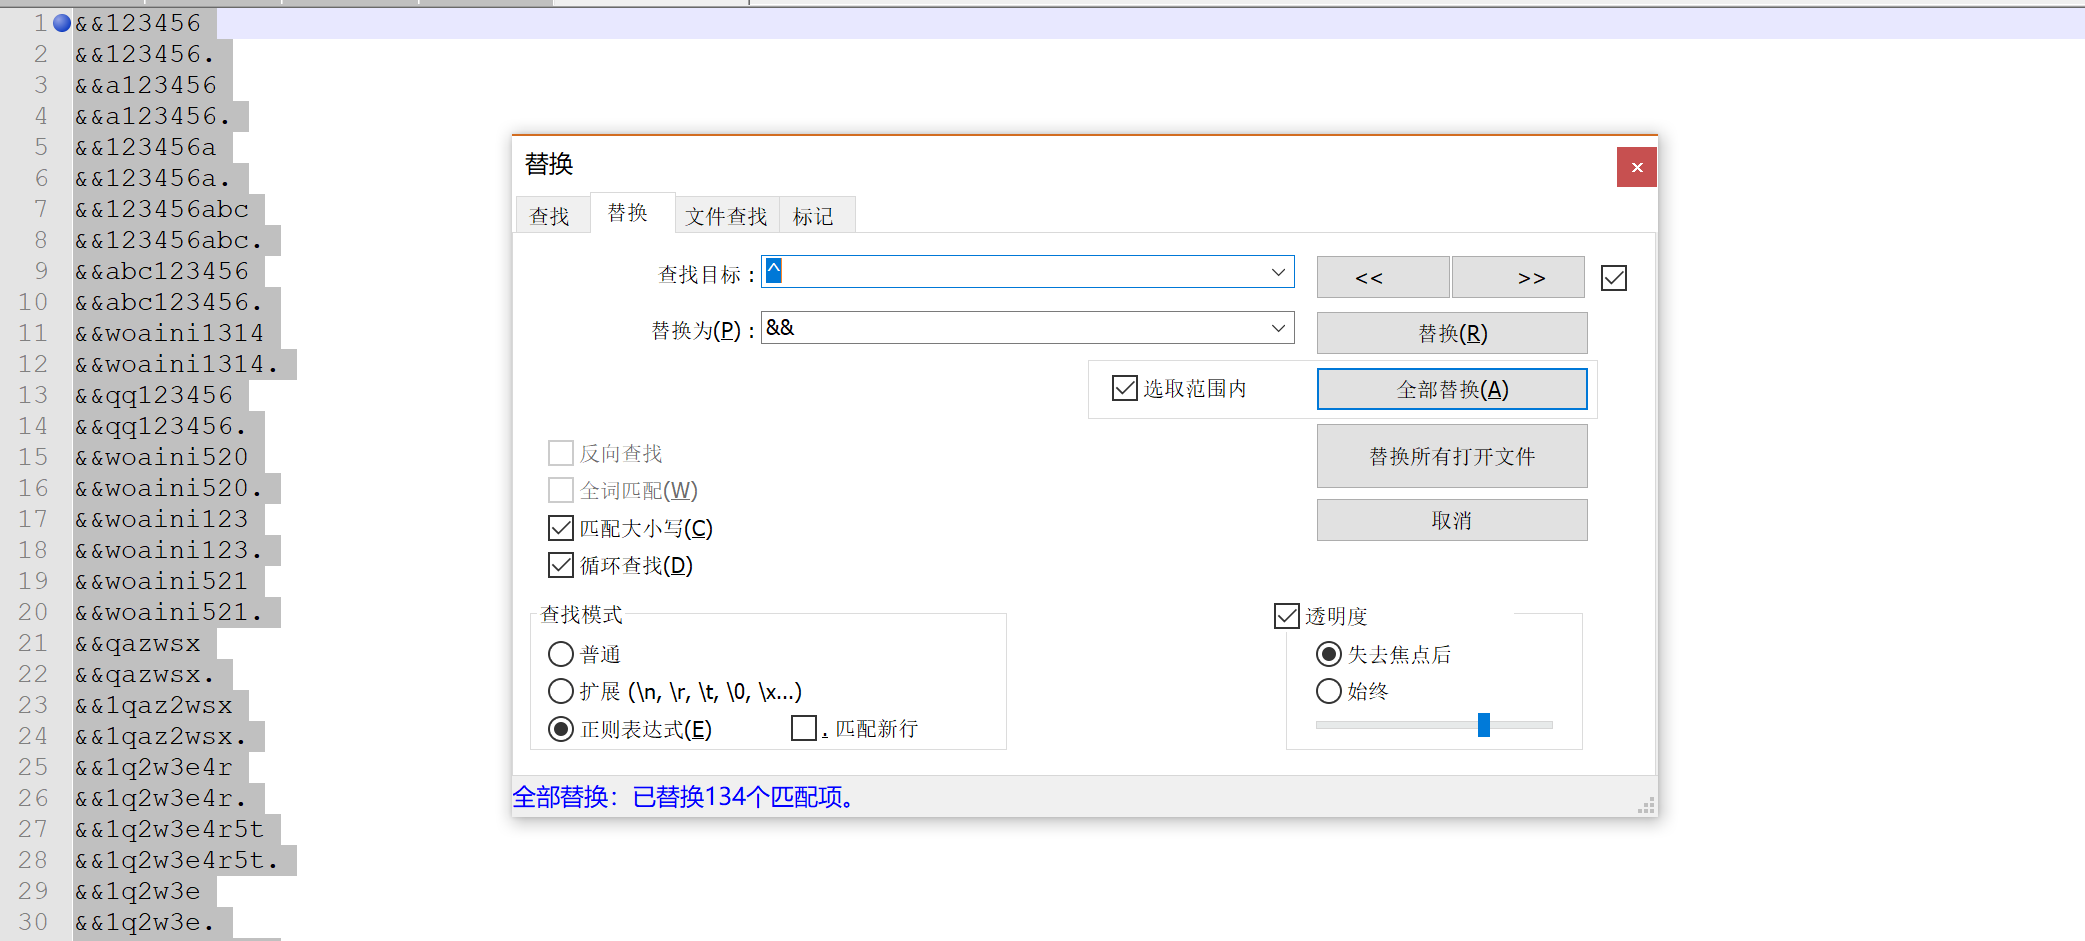 1 &&123456
2 &&123456.
3 &&a123456
4 &&a123456.
5 &&123456a
6 &&123456a.
7 &&123456abc
8 &&123456abc.
9 &&abc123456
10 &&abc123456.
11 &&woaini1314
12 &&woaini1314.
13 &&qq123456
14 &&qq123456.
15 &&woaini520
16 &&woaini520.
17 &&woaini123
18 &&woaini123.
19 &&woaini521
20 &&woaini521.
21 &&qazwsx
22 &&qazwsx.
23 &&1qaz2wsx
24 &&1qaz2wsx.
25 &&1q2w3e4r
26 &&1q2w3e4r.
27 &&1q2w3e4r5t
28 &&1q2w3e4r5t.
29 &&1q2w3e
30 &&1q2w3e.
替换
查找 替换 文件查找 标记
查找目标： ^ << >>
替换为(P)： && 替换(R)
选取范围内 全部替换(A)
反向查找 替换所有打开文件
全词匹配(W)
匹配大小写(C) 取消
循环查找(D)
查找模式 透明度
普通 失去焦点后
扩展 (\n, \r, \t, \0, \x...) 始终
正则表达式(E) . 匹配新行
全部替换：已替换134个匹配项。